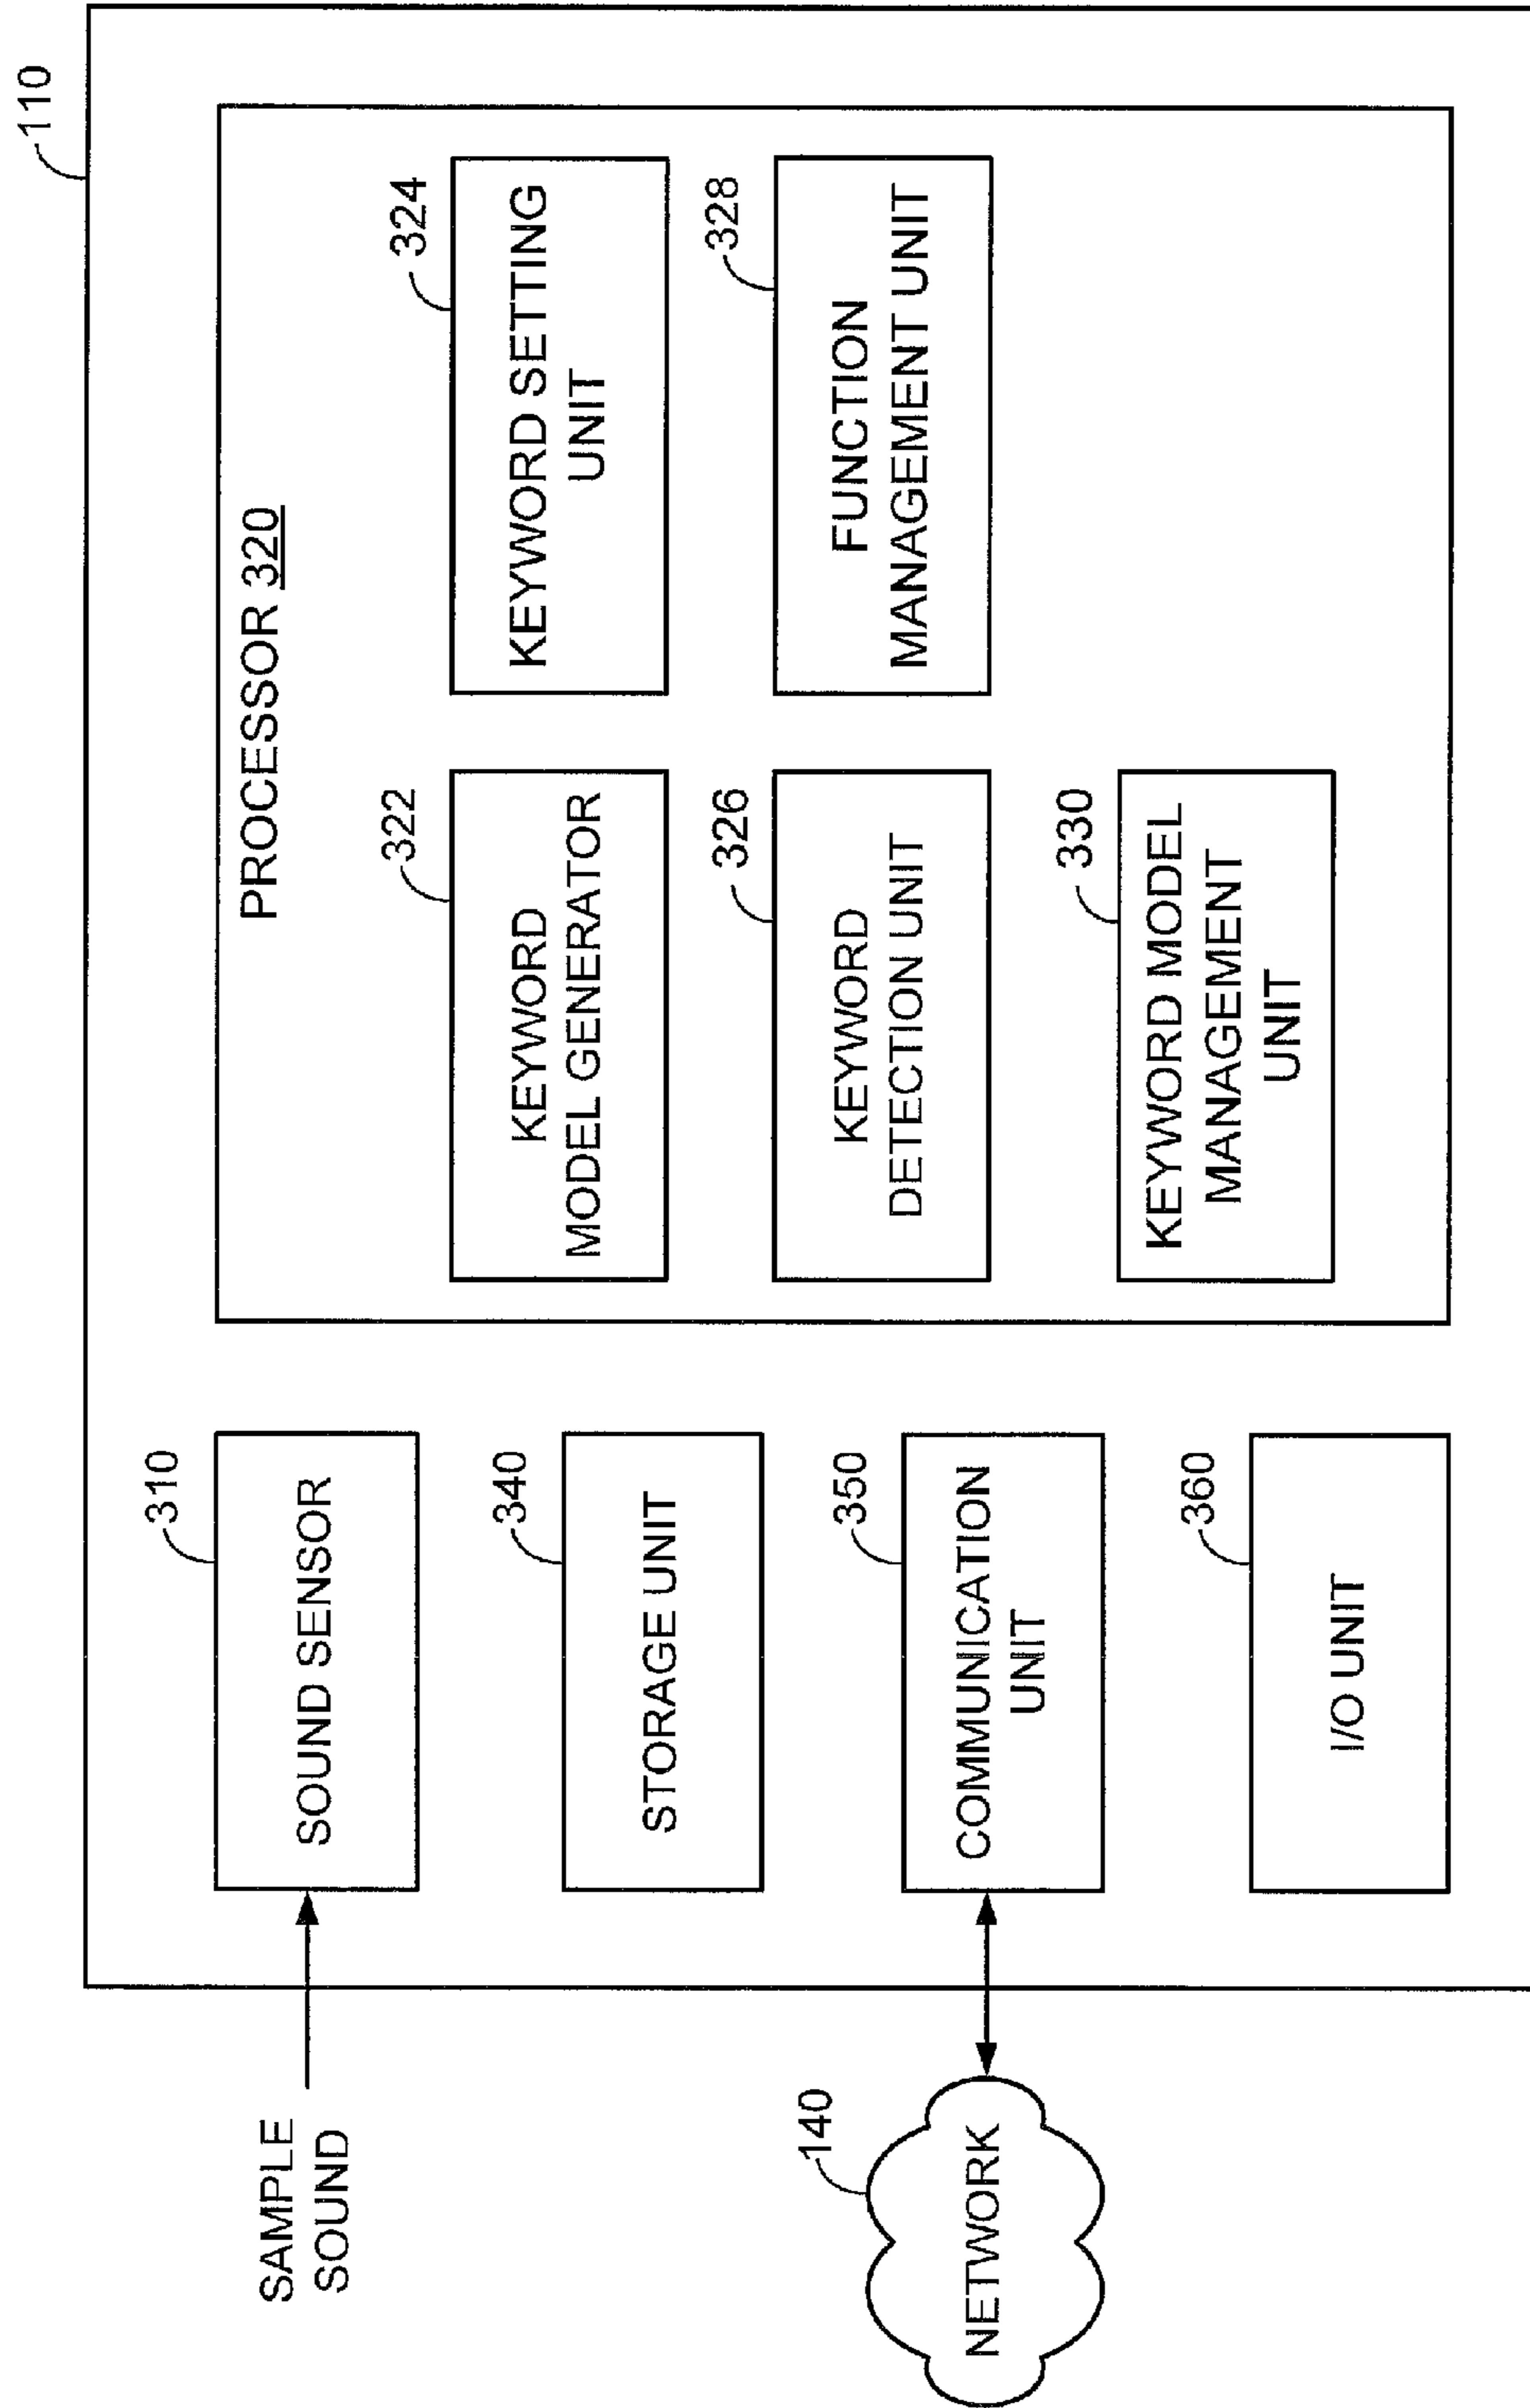 110
PROCESSOR 320
310
SOUND SENSOR
322
KEYWORD
MODEL GENERATOR
324
KEYWORD SETTING
UNIT
SAMPLE
SOUND
340
STORAGE UNIT
326
KEYWORD
DETECTION UNIT
328
FUNCTION
MANAGEMENT UNIT
140
NETWORK
350
COMMUNICATION
UNIT
330
KEYWORD MODEL
MANAGEMENT
UNIT
360
I/O UNIT